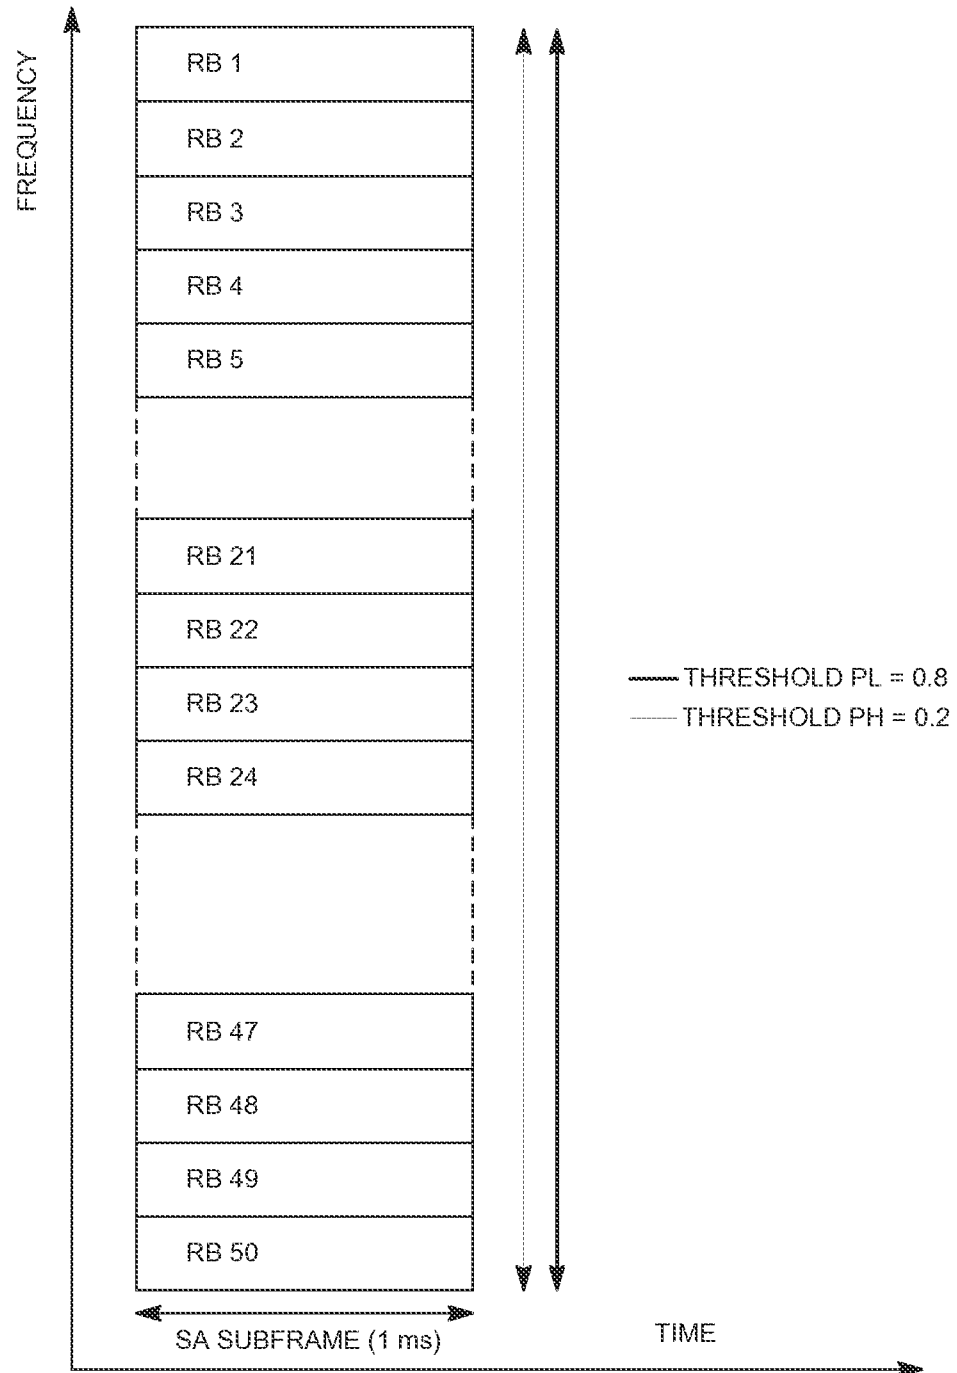 FREQUENCY
RB 1
RB 2
RB 3
RB 4
RB 5
RB 21
RB 22
RB 23
RB 24
THRESHOLD PL = 0.8
THRESHOLD PH = 0.2
RB 47
RB 48
RB 49
RB 50
SA SUBFRAME (1 ms)
TIME